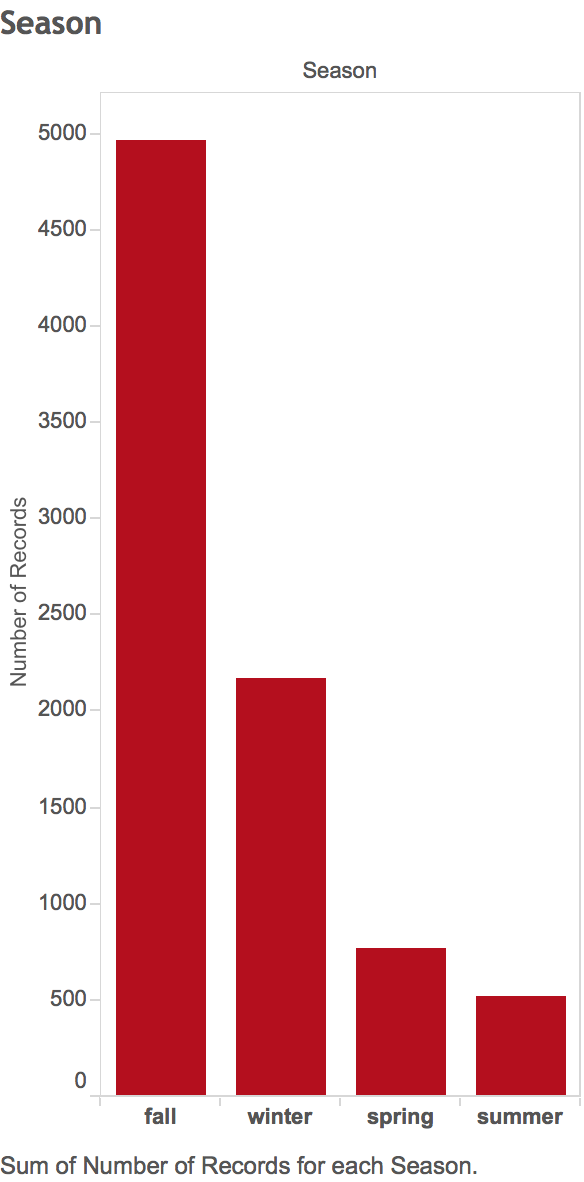 Season
Season
5000
4500
4000
3500
3000
2500
2000
1500
1000
500
0
Number of Records
fall winter spring summer
Sum of Number of Records for each Season.